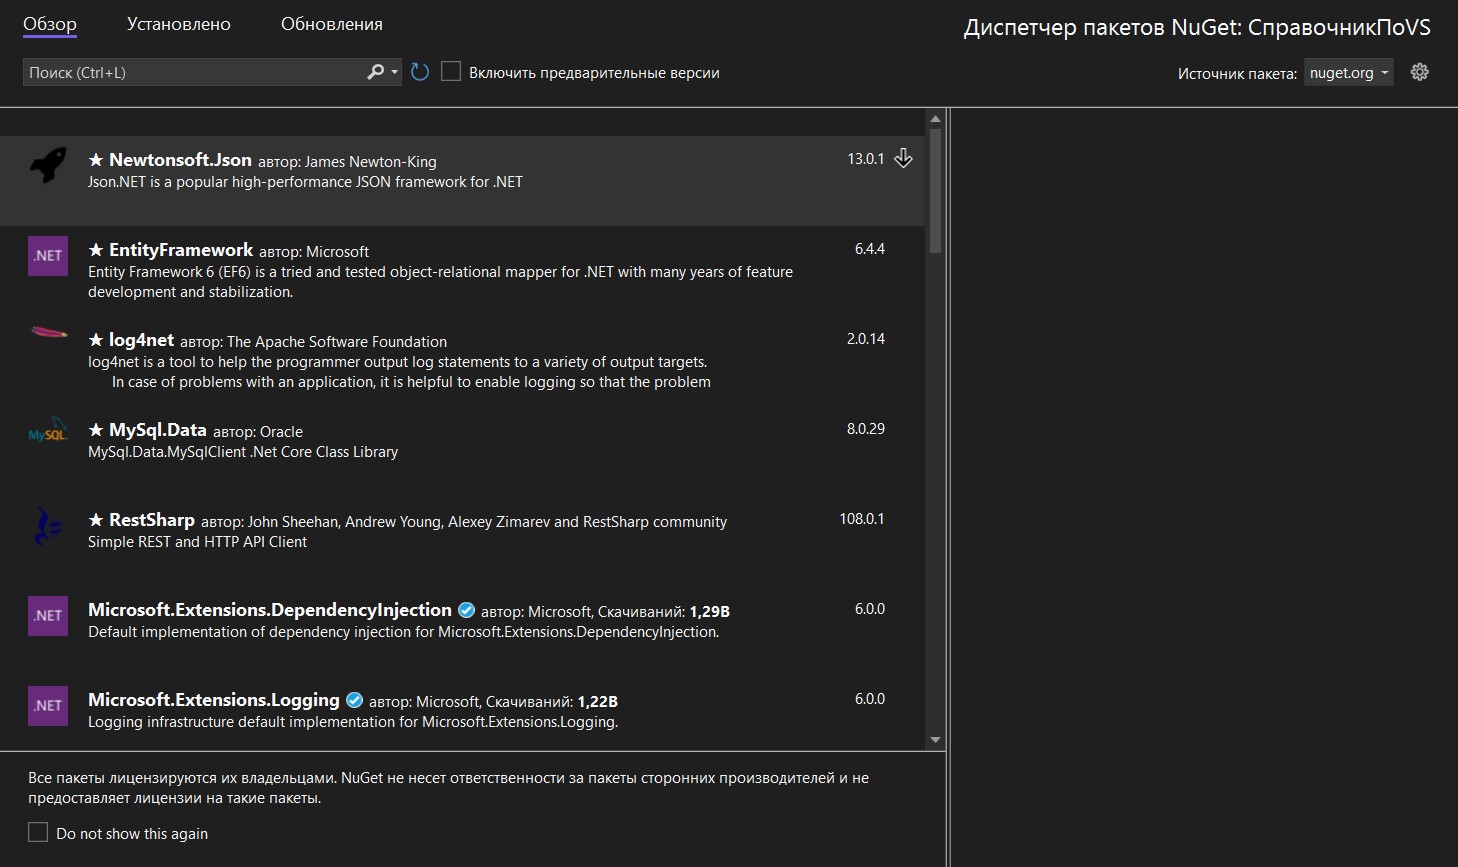 Обзор Установлено Обновления
Диспетчер пакетов NuGet: СправочникПоVS
Поиск (Ctrl+L) Включить предварительные версии
Источник пакета: nuget.org
★ Newtonsoft.Json автор: James Newton-King 13.0.1
Json.NET is a popular high-performance JSON framework for .NET
.NET
★ EntityFramework автор: Microsoft 6.4.4
Entity Framework 6 (EF6) is a tried and tested object-relational mapper for .NET with many years of feature
development and stabilization.
★ log4net автор: The Apache Software Foundation 2.0.14
log4net is a tool to help the programmer output log statements to a variety of output targets.
In case of problems with an application, it is helpful to enable logging so that the problem
MySQL
★ MySql.Data автор: Oracle 8.0.29
MySql.Data.MySqlClient .Net Core Class Library
★ RestSharp автор: John Sheehan, Andrew Young, Alexey Zimarev and RestSharp community 108.0.1
Simple REST and HTTP API Client
.NET
Microsoft.Extensions.DependencyInjection автор: Microsoft, Скачиваний: 1,29B 6.0.0
Default implementation of dependency injection for Microsoft.Extensions.DependencyInjection.
.NET
Microsoft.Extensions.Logging автор: Microsoft, Скачиваний: 1,22B 6.0.0
Logging infrastructure default implementation for Microsoft.Extensions.Logging.
Все пакеты лицензируются их владельцами. NuGet не несет ответственности за пакеты сторонних производителей и не
предоставляет лицензии на такие пакеты.
Do not show this again